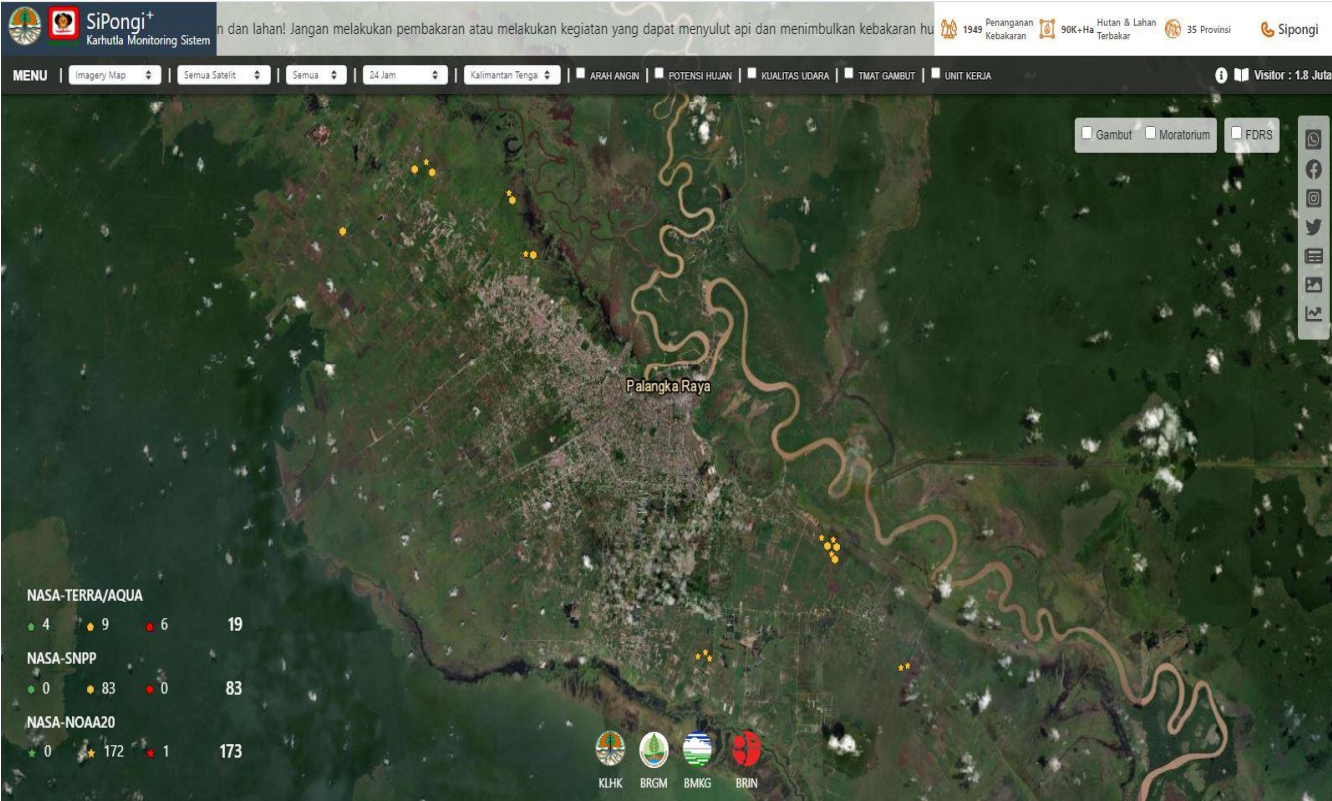 SiPongi+
Karhutla Monitoring Sistem
n dan lahan! Jangan melakukan pembakaran atau melakukan kegiatan yang dapat menyulut api dan menimbulkan kebakaran hu
1949 Penanganan Kebakaran
90K+Ha Hutan & Lahan Terbakar
35 Provinsi
Sipongi
MENU | Imagery Map | Semua Satelit | Semua | 24 Jam | Kalimantan Tenga | ARAH ANGIN | POTENSI HUJAN | KUALITAS UDARA | TMAT GAMBUT | UNIT KERJA
Visitor : 1.8 Juta
Gambut Moratorium FDRS
Palangka Raya
NASA-TERRA/AQUA
4 9 6 19
NASA-SNPP
0 83 0 83
NASA-NOAA20
0 172 1 173
KLHK BRGM BMKG BRIN